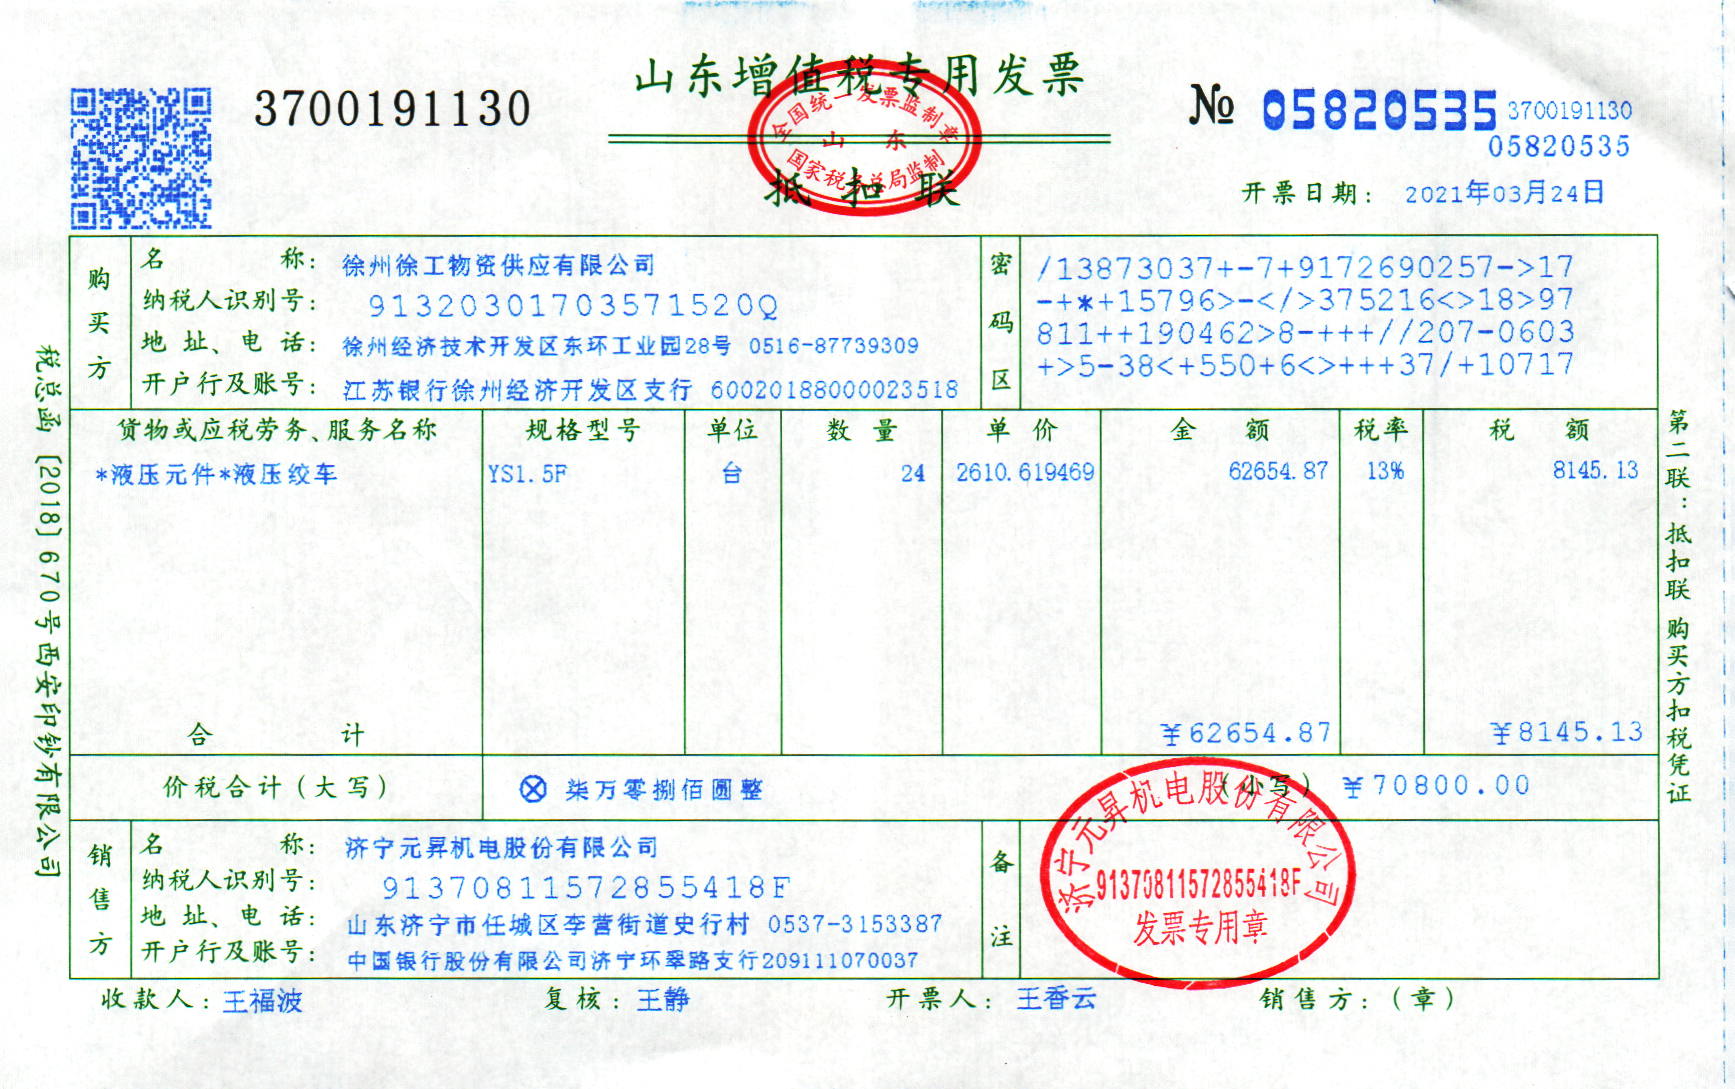 山东增值税专用发票
3700191130
№ 05820535
3700191130
05820535
全国统一发票监制章
山东
国家税务总局监制
抵扣联
开票日期: 2021年03月24日
购买方
名称: 徐州徐工物资供应有限公司
纳税人识别号: 91320301703571520Q
地址、电话: 徐州经济技术开发区东环工业园28号 0516-87739309
开户行及账号: 江苏银行徐州经济开发区支行 60020188000023518
密码区
/13873037+-7+9172690257->17
-+*+15796>-</>375216<>18>97
811++190462>8-+++//207-0603
+>5-38<+550+6<>+++37/+10717
货物或应税劳务、服务名称 规格型号 单位 数量 单价 金额 税率 税额
*液压元件*液压绞车 YS1.5F 台 24 2610.619469 62654.87 13% 8145.13
合计 ¥62654.87 ¥8145.13
价税合计(大写) ⊗柒万零捌佰圆整 (小写) ¥70800.00
销售方
名称: 济宁元昇机电股份有限公司
纳税人识别号: 91370811572855418F
地址、电话: 山东济宁市任城区李营街道史行村 0537-3153387
开户行及账号: 中国银行股份有限公司济宁环翠路支行209111070037
备注
济宁元昇机电股份有限公司
91370811572855418F
发票专用章
收款人: 王福波 复核: 王静 开票人: 王香云 销售方: (章)
税总函〔2018〕670号西安印钞有限公司
第二联: 抵扣联 购买方扣税凭证